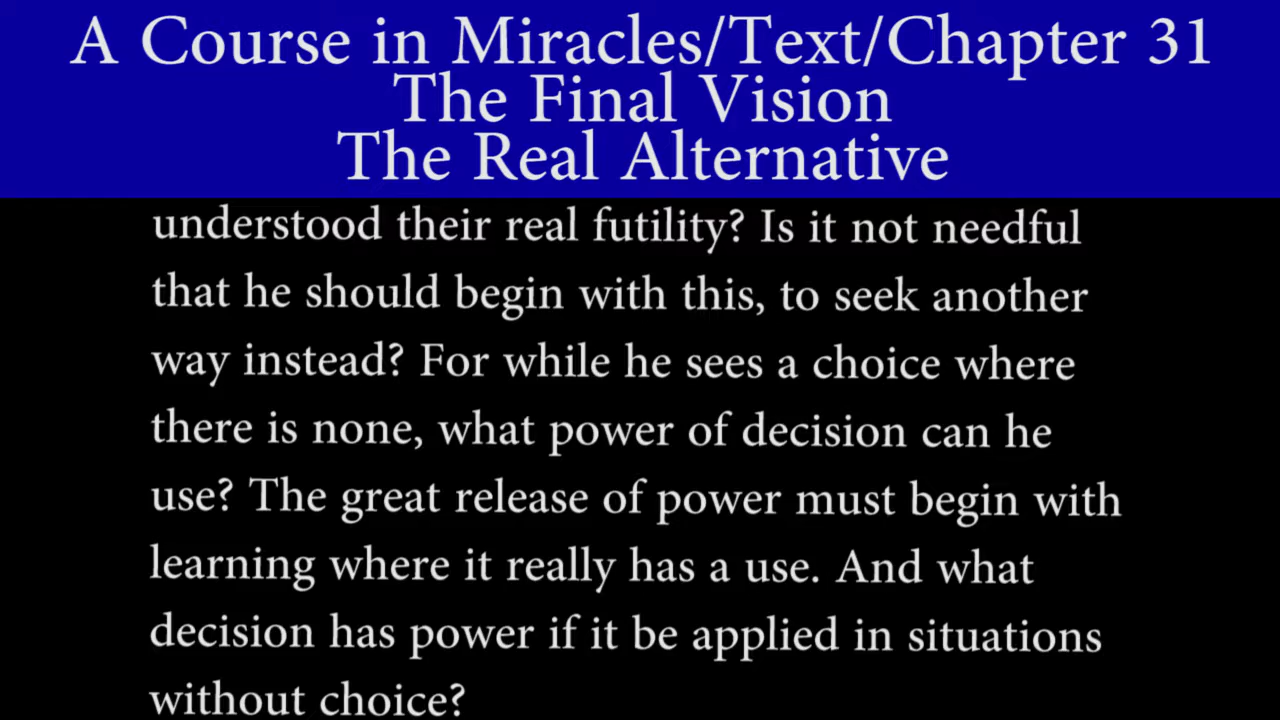 A Course in Miracles/Text/Chapter 31
The Final Vision
The Real Alternative
understood their real futility? Is it not needful
that he should begin with this, to seek another
way instead? For while he sees a choice where
there is none, what power of decision can he
use? The great release of power must begin with
learning where it really has a use. And what
decision has power if it be applied in situations
without choice?